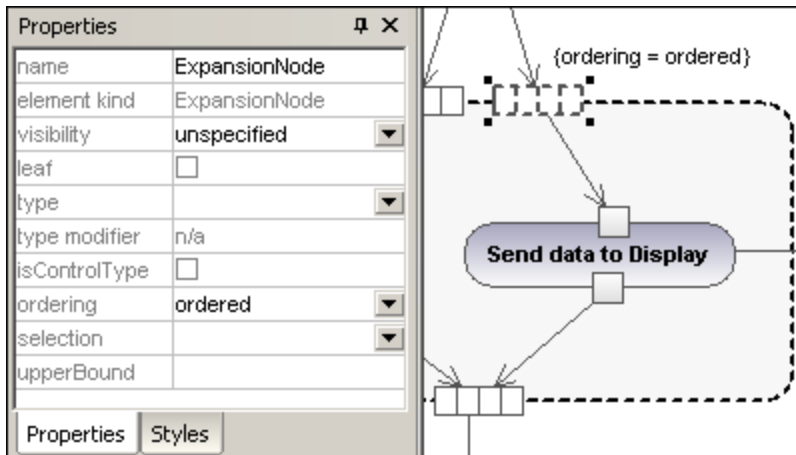 Properties
name ExpansionNode
element kind ExpansionNode
visibility unspecified
leaf
type
type modifier n/a
isControlType
ordering ordered
selection
upperBound
Properties Styles
{ordering = ordered}
Send data to Display